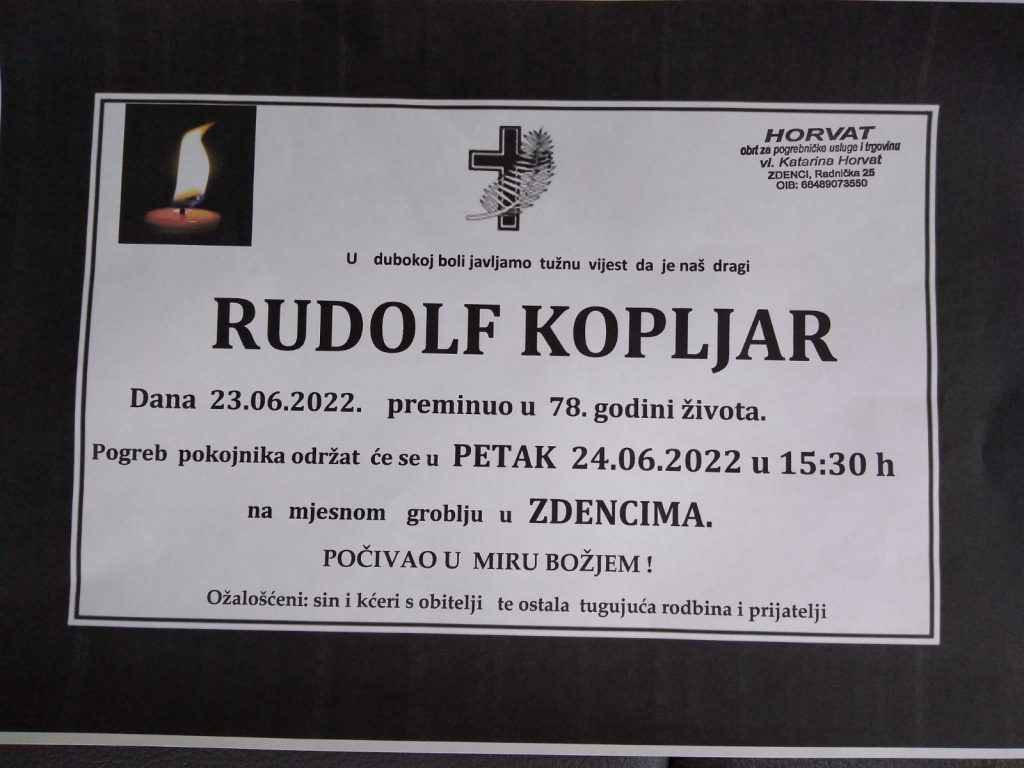 HORVAT
obrt za pogrebničke usluge i trgovinu
vl. Katarina Horvat
ZDENCI, Radnička 25
OIB: 68489073550
U dubokoj boli javljamo tužnu vijest da je naš dragi
RUDOLF KOPLJAR
Dana 23.06.2022. preminuo u 78. godini života.
Pogreb pokojnika održat će se u PETAK 24.06.2022 u 15:30 h
na mjesnom groblju u ZDENCIMA.
POČIVAO U MIRU BOŽJEM !
Ožalošćeni: sin i kćeri s obitelji te ostala tugujuća rodbina i prijatelji